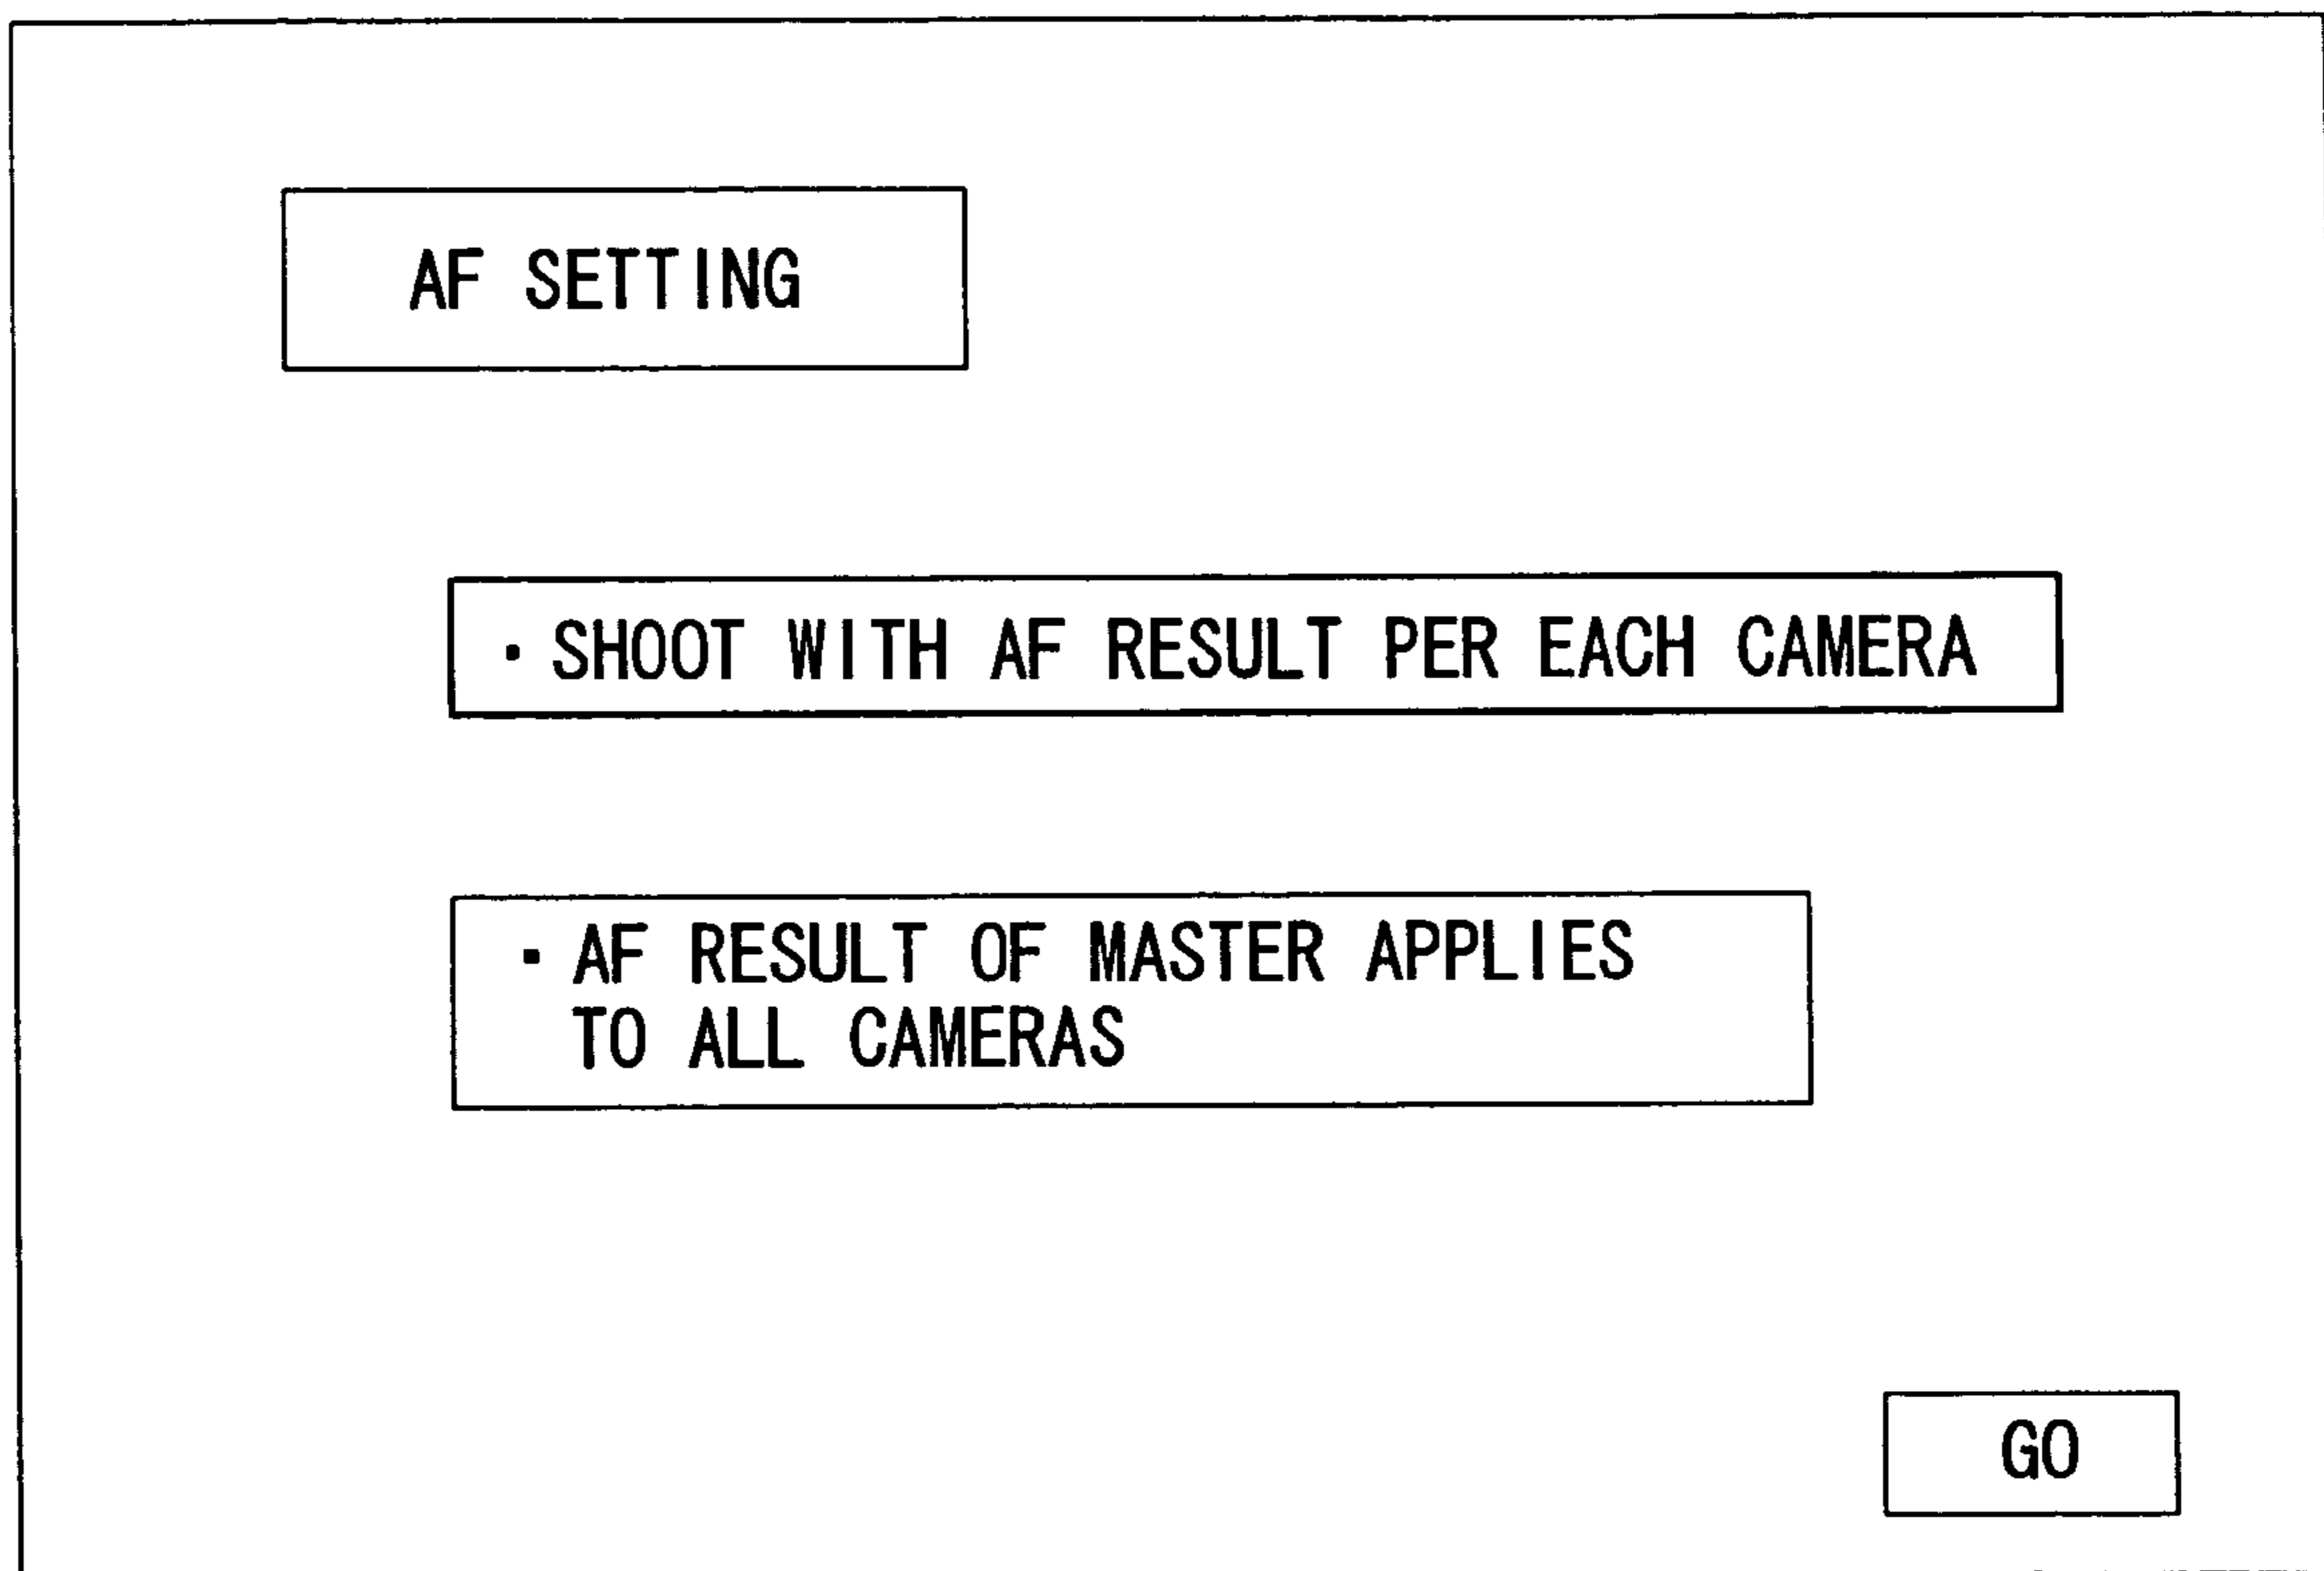 AF SETTING
・SHOOT WITH AF RESULT PER EACH CAMERA
・AF RESULT OF MASTER APPLIES
TO ALL CAMERAS
GO